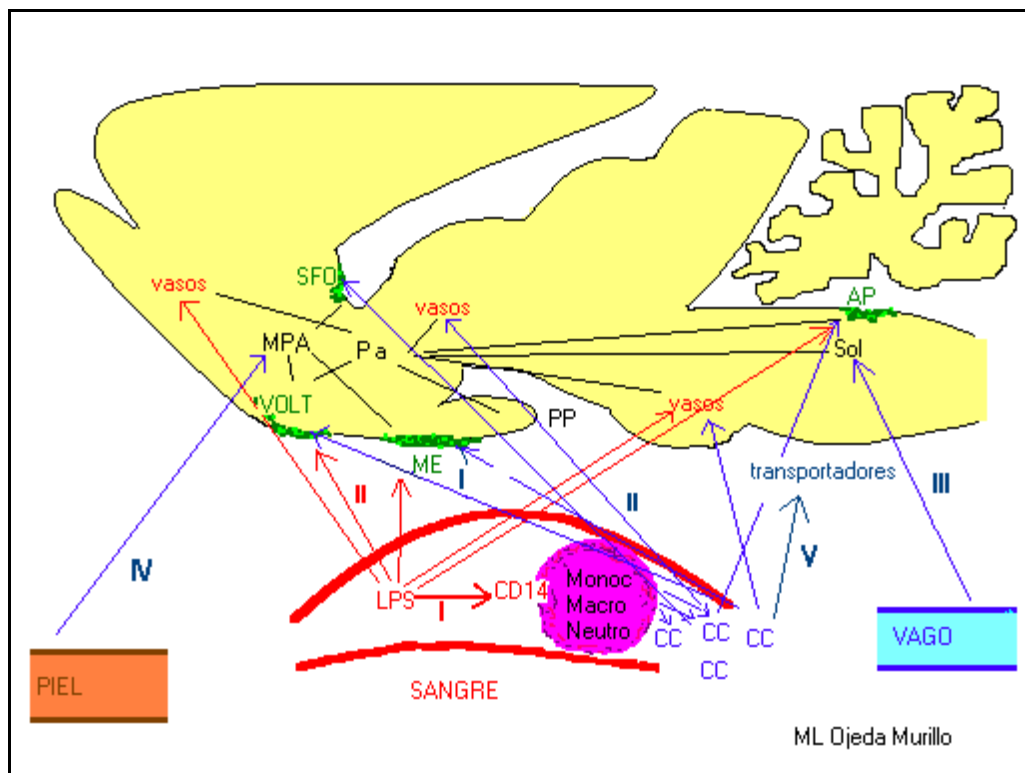 SFO
vasos
vasos
AP
MPA
Pa
Sol
VOLT
vasos
PP
ME
I
transportadores
II
II
III
IV
V
LPS
I
CD14
Monoc
Macro
Neutro
CC
CC
CC
CC
VAGO
PIEL
SANGRE
ML Ojeda Murillo